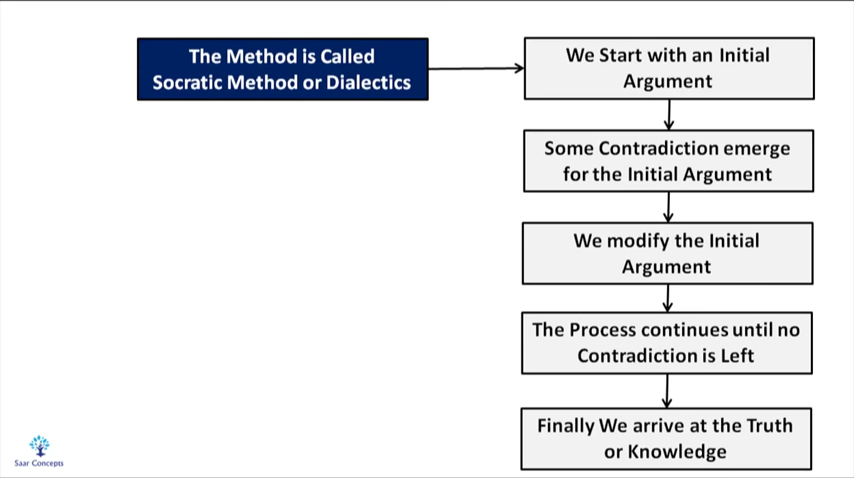 The Method is Called
Socratic Method or Dialectics
We Start with an Initial
Argument
Some Contradiction emerge
for the Initial Argument
We modify the Initial
Argument
The Process continues until no
Contradiction is Left
Finally We arrive at the Truth
or Knowledge
Saar Concepts